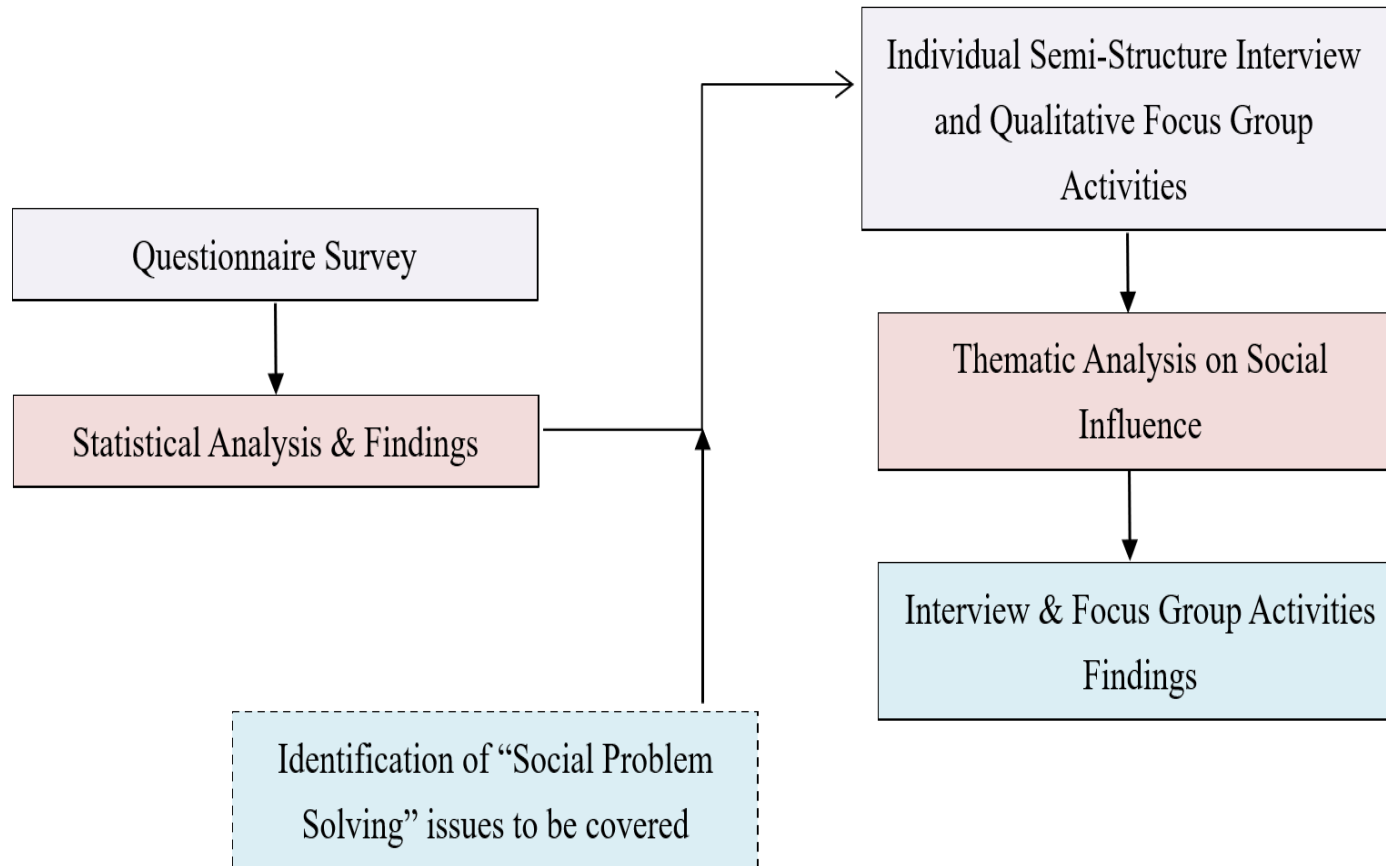 Questionnaire Survey
Statistical Analysis & Findings
Identification of “Social Problem
Solving” issues to be covered
Individual Semi-Structure Interview
and Qualitative Focus Group
Activities
Thematic Analysis on Social
Influence
Interview & Focus Group Activities
Findings